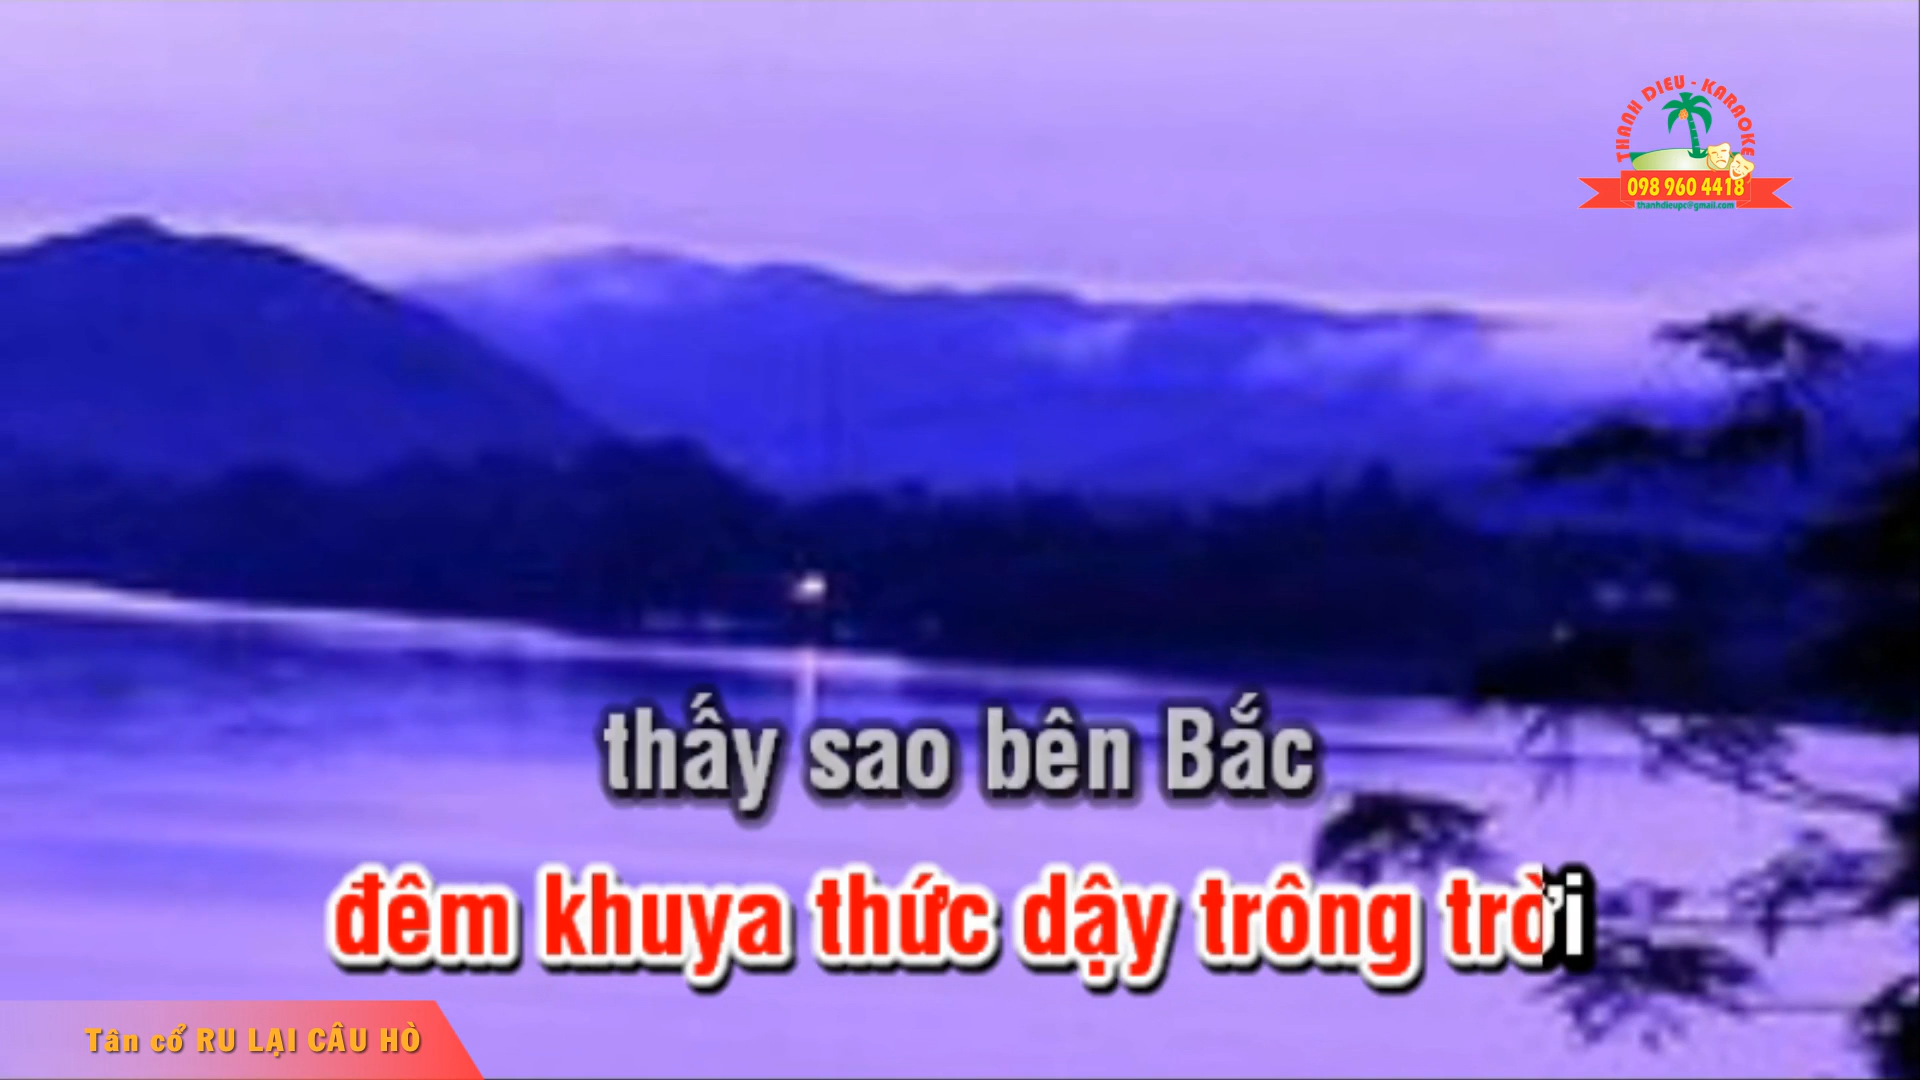 THANH DIEU - KARAOKE
098 960 4418
thanhdieupc@gmail.com
thấy sao bên Bắc
đêm khuya thức dậy trông trời
Tân cổ RU LẠI CÂU HÒ